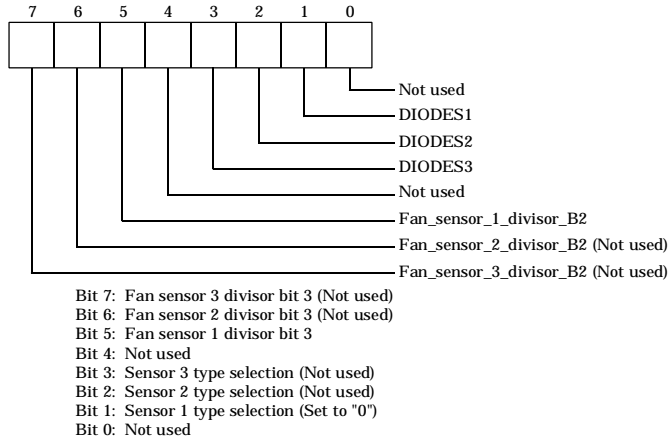 7 6 5 4 3 2 1 0
Not used
DIODES1
DIODES2
DIODES3
Not used
Fan_sensor_1_divisor_B2
Fan_sensor_2_divisor_B2 (Not used)
Fan_sensor_3_divisor_B2 (Not used)
Bit 7: Fan sensor 3 divisor bit 3 (Not used)
Bit 6: Fan sensor 2 divisor bit 3 (Not used)
Bit 5: Fan sensor 1 divisor bit 3
Bit 4: Not used
Bit 3: Sensor 3 type selection (Not used)
Bit 2: Sensor 2 type selection (Not used)
Bit 1: Sensor 1 type selection (Set to "0")
Bit 0: Not used